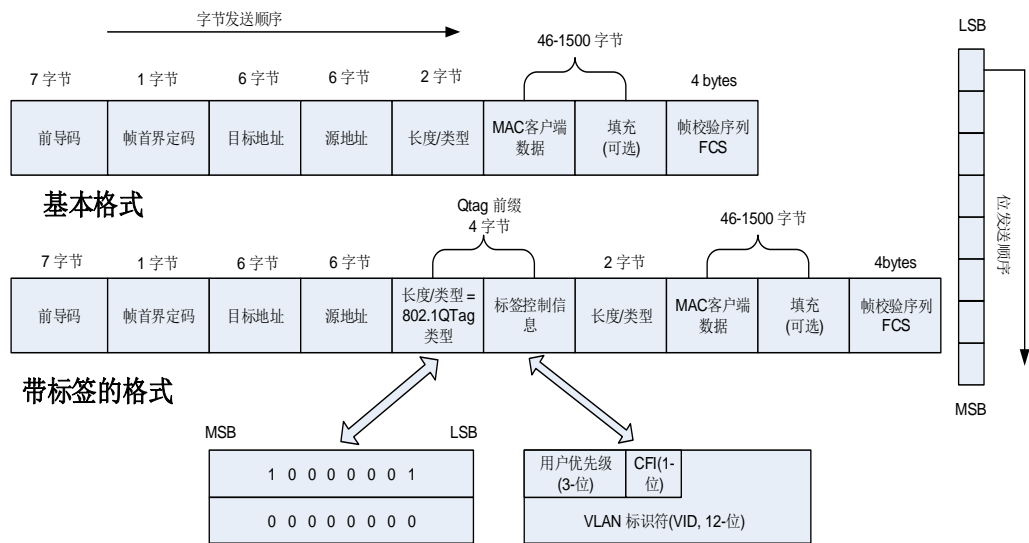 字节发送顺序
46-1500 字节
7 字节
1 字节
6 字节
6 字节
2 字节
4 bytes
前导码
帧首界定码
目标地址
源地址
长度/类型
MAC客户端
数据
填充
(可选)
帧校验序列
FCS
基本格式
Qtag 前缀
4 字节
46-1500 字节
7 字节
1 字节
6 字节
6 字节
2 字节
4bytes
前导码
帧首界定码
目标地址
源地址
长度/类型 =
802.1QTag
类型
标签控制信
息
长度/类型
MAC客户端
数据
填充
(可选)
帧校验序列
FCS
带标签的格式
MSB
LSB
1 0 0 0 0 0 0 1
0 0 0 0 0 0 0 0
用户优先级
(3-位)
CFI(1-
位)
VLAN 标识符(VID, 12-位)
LSB
位发送顺序
MSB